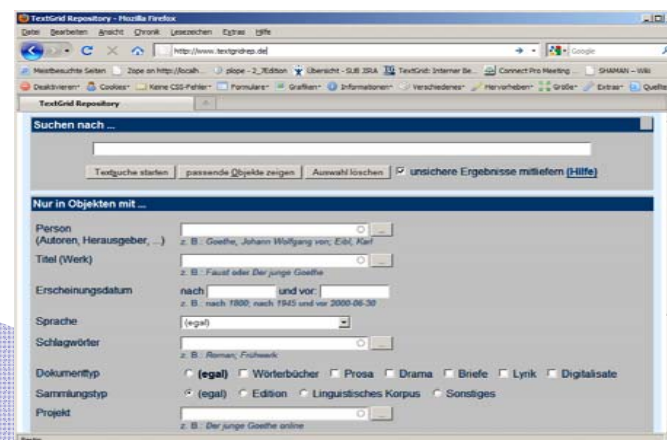 TextGrid Repository - Mozilla Firefox
Datei Bearbeiten Ansicht Chronik Lesezeichen Extras Hilfe
http://www.textgridrep.de Google
Meistbesuchte Seiten Zope on http://localh... plope - 2_7Edition Übersicht - SUB ISRA TextGrid: Interner Be... Connect Pro Meeting ... SHAMAN – Wiki
Deaktivieren Cookies Keine CSS-Fehler Formulare Grafiken Informationen Verschiedenes Hervorheben Größe Extras Quellte
TextGrid Repository
Suchen nach ...
Textsuche starten passende Objekte zeigen Auswahl löschen unsichere Ergebnisse mitliefern (Hilfe)
Nur in Objekten mit ...
Person
(Autoren, Herausgeber, ...) ...
z. B.: Goethe, Johann Wolfgang von; Eibl, Karl
Titel (Werk) ...
z. B.: Faust oder Der junge Goethe
Erscheinungsdatum nach und vor:
z. B.: nach 1800; nach 1945 und vor 2000-06-30
Sprache (egal)
Schlagwörter ...
z. B.: Roman; Frühwerk
Dokumenttyp (egal) Wörterbücher Prosa Drama Briefe Lyrik Digitalisate
Sammlungstyp (egal) Edition Linguistisches Korpus Sonstiges
Projekt ...
z. B.: Der junge Goethe online